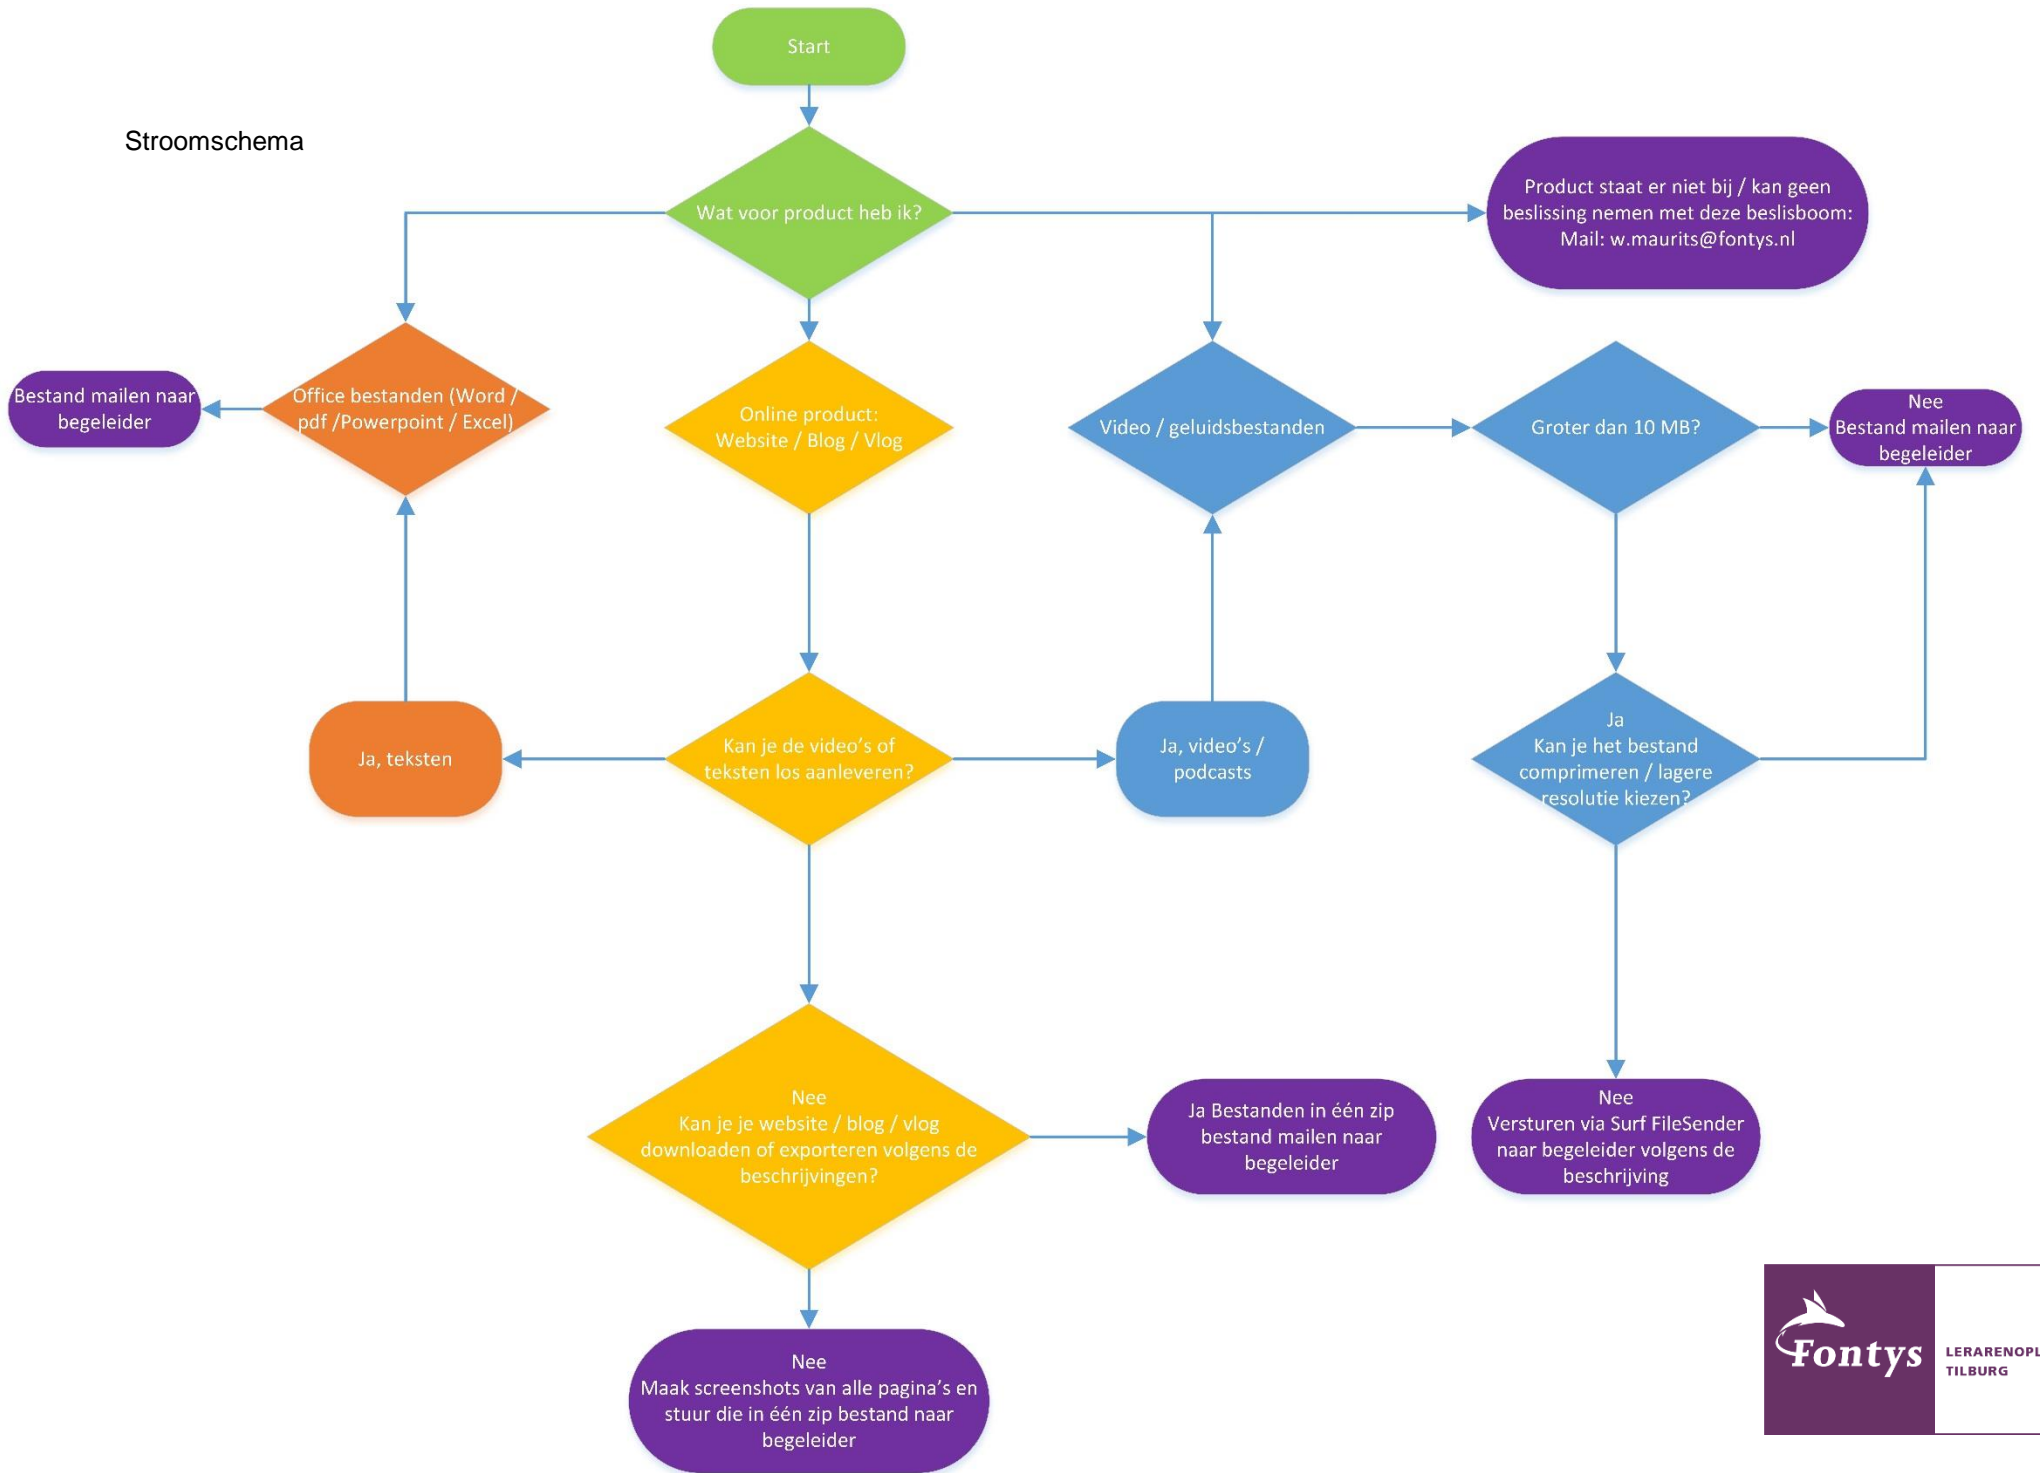 Start
Stroomschema
Wat voor product heb ik?
Product staat er niet bij / kan geen
beslissing nemen met deze beslisboom:
Mail: w.maurits@fontys.nl
Bestand mailen naar
begeleider
Office bestanden (Word /
pdf /Powerpoint / Excel)
Online product:
Website / Blog / Vlog
Video / geluidsbestanden
Groter dan 10 MB?
Nee
Bestand mailen naar
begeleider
Ja, teksten
Kan je de video's of
teksten los aanleveren?
Ja, video's /
podcasts
Ja
Kan je het bestand
comprimeren / lagere
resolutie kiezen?
Nee
Kan je je website / blog / vlog
downloaden of exporteren volgens de
beschrijvingen?
Ja Bestanden in één zip
bestand mailen naar
begeleider
Nee
Versturen via Surf FileSender
naar begeleider volgens de
beschrijving
Nee
Maak screenshots van alle pagina's en
stuur die in één zip bestand naar
begeleider
Fontys
LERARENOPL
TILBURG